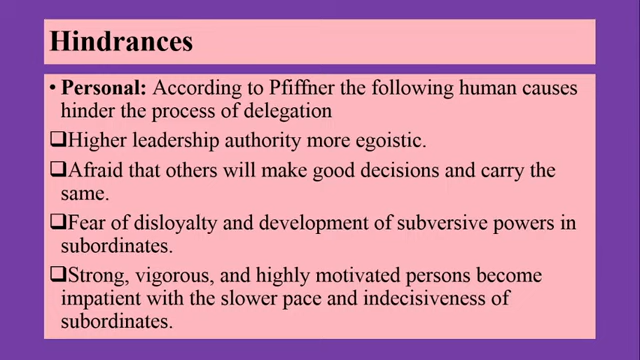 Hindrances
• Personal: According to Pfiffner the following human causes
hinder the process of delegation
❑Higher leadership authority more egoistic.
❑Afraid that others will make good decisions and carry the
same.
❑Fear of disloyalty and development of subversive powers in
subordinates.
❑Strong, vigorous, and highly motivated persons become
impatient with the slower pace and indecisiveness of
subordinates.